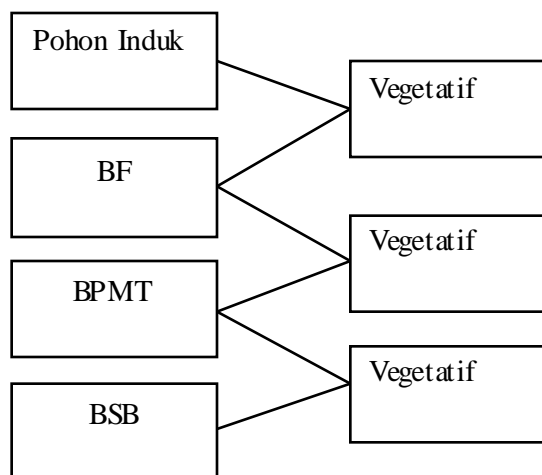 Pohon Induk
Vegetatif
BF
Vegetatif
BPMT
Vegetatif
BSB